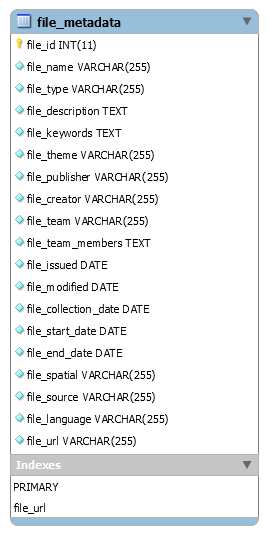 file_metadata
file_id INT(11)
file_name VARCHAR(255)
file_type VARCHAR(255)
file_description TEXT
file_keywords TEXT
file_theme VARCHAR(255)
file_publisher VARCHAR(255)
file_creator VARCHAR(255)
file_team VARCHAR(255)
file_team_members TEXT
file_issued DATE
file_modified DATE
file_collection_date DATE
file_start_date DATE
file_end_date DATE
file_spatial VARCHAR(255)
file_source VARCHAR(255)
file_language VARCHAR(255)
file_url VARCHAR(255)
Indexes
PRIMARY
file_url